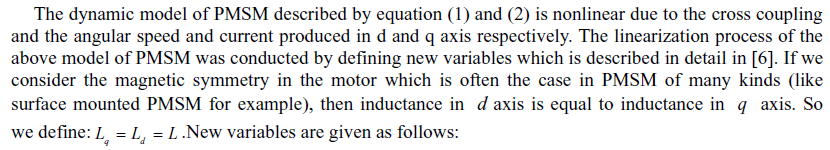 The dynamic model of PMSM described by equation (1) and (2) is nonlinear due to the cross coupling
and the angular speed and current produced in d and q axis respectively. The linearization process of the
above model of PMSM was conducted by defining new variables which is described in detail in [6]. If we
consider the magnetic symmetry in the motor which is often the case in PMSM of many kinds (like
surface mounted PMSM for example), then inductance in d axis is equal to inductance in q axis. So
we define: L_q = L_d = L .New variables are given as follows: